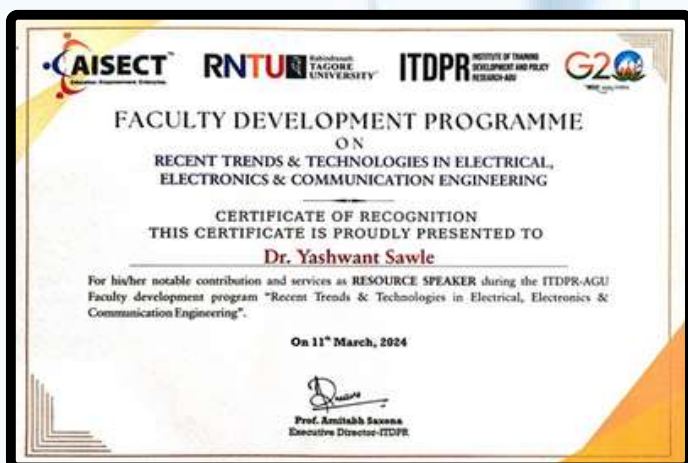 AISECT™
RNTU Rabindranath TAGORE UNIVERSITY™
ITDPR INSTITUTE OF TRAINING DEVELOPMENT AND POLICY RESEARCH-AGU
G20
FACULTY DEVELOPMENT PROGRAMME
ON
RECENT TRENDS & TECHNOLOGIES IN ELECTRICAL,
ELECTRONICS & COMMUNICATION ENGINEERING
CERTIFICATE OF RECOGNITION
THIS CERTIFICATE IS PROUDLY PRESENTED TO
Dr. Yashwant Sawle
For his/her notable contribution and services as RESOURCE SPEAKER during the ITDPR-AGU
Faculty development program "Recent Trends & Technologies in Electrical, Electronics &
Communication Engineering".
On 11th March, 2024
Prof. Amitabh Saxena
Executive Director-ITDPR